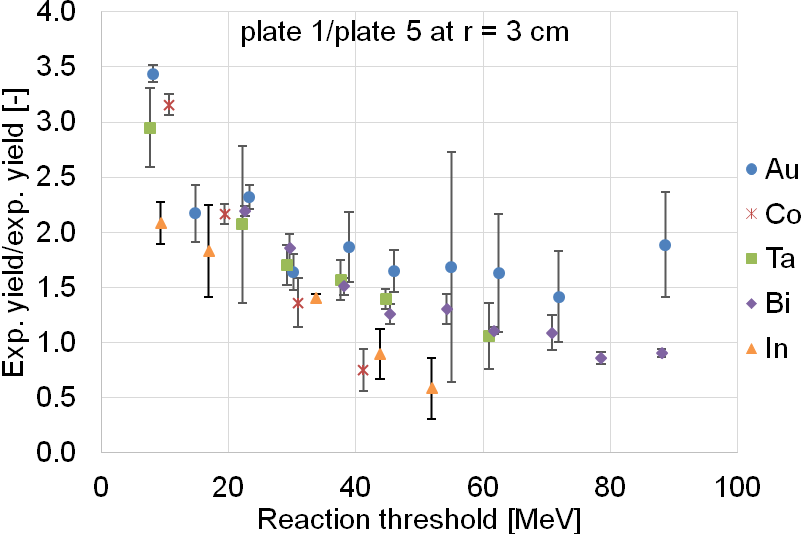 plate 1/plate 5 at r = 3 cm
Exp. yield/exp. yield [-]
4.0
3.5
3.0
2.5
2.0
1.5
1.0
0.5
0.0
0 20 40 60 80 100
Reaction threshold [MeV]
Au
Co
Ta
Bi
In